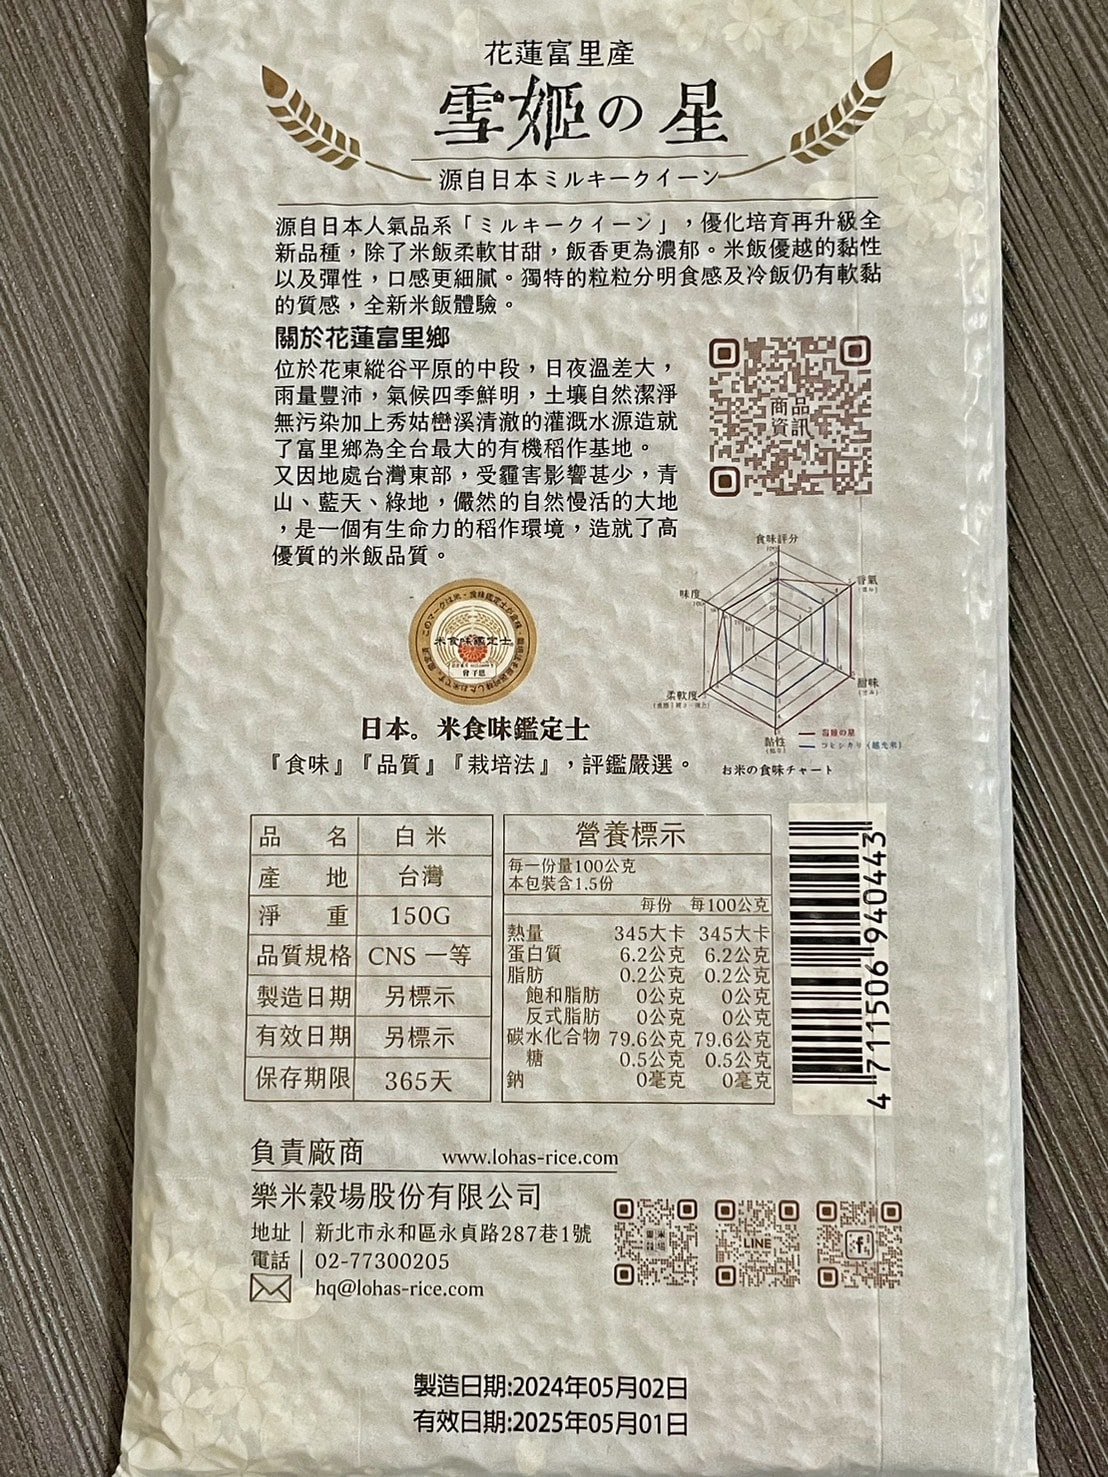 花蓮富里產
雪姬の星
源自日本ミルキークイーン
源自日本人氣品系「ミルキークイーン」，優化培育再升級全
新品種，除了米飯柔軟甘甜，飯香更為濃郁。米飯優越的黏性
以及彈性，口感更細膩。獨特的粒粒分明食感及冷飯仍有軟黏
的質感，全新米飯體驗。
關於花蓮富里鄉
位於花東縱谷平原的中段，日夜溫差大，
雨量豐沛，氣候四季鮮明，土壤自然潔淨
無污染加上秀姑巒溪清澈的灌溉水源造就
了富里鄉為全台最大的有機稻作基地。
又因地處台灣東部，受霾害影響甚少，青
山、藍天、綠地，儼然的自然慢活的大地
，是一個有生命力的稻作環境，造就了高
優質的米飯品質。
商品
資訊
食味評分
香氣
甜味
黏性
柔軟度
味度
雪姬の星
コシヒカリ(越光米)
お米の食味チャート
米食味鑑定士
日本。米食味鑑定士
『食味』『品質』『栽培法』，評鑑嚴選。
品名 白米
產地 台灣
淨重 150G
品質規格 CNS 一等
製造日期 另標示
有效日期 另標示
保存期限 365天
營養標示
每一份量100公克
本包裝含1.5份
每份 每100公克
熱量 345大卡 345大卡
蛋白質 6.2公克 6.2公克
脂肪 0.2公克 0.2公克
飽和脂肪 0公克 0公克
反式脂肪 0公克 0公克
碳水化合物 79.6公克 79.6公克
糖 0.5公克 0.5公克
鈉 0毫克 0毫克
4 711506 940443
負責廠商 www.lohas-rice.com
樂米穀場股份有限公司
地址｜新北市永和區永貞路287巷1號
電話｜02-77300205
hq@lohas-rice.com
LINE
f
製造日期:2024年05月02日
有效日期:2025年05月01日